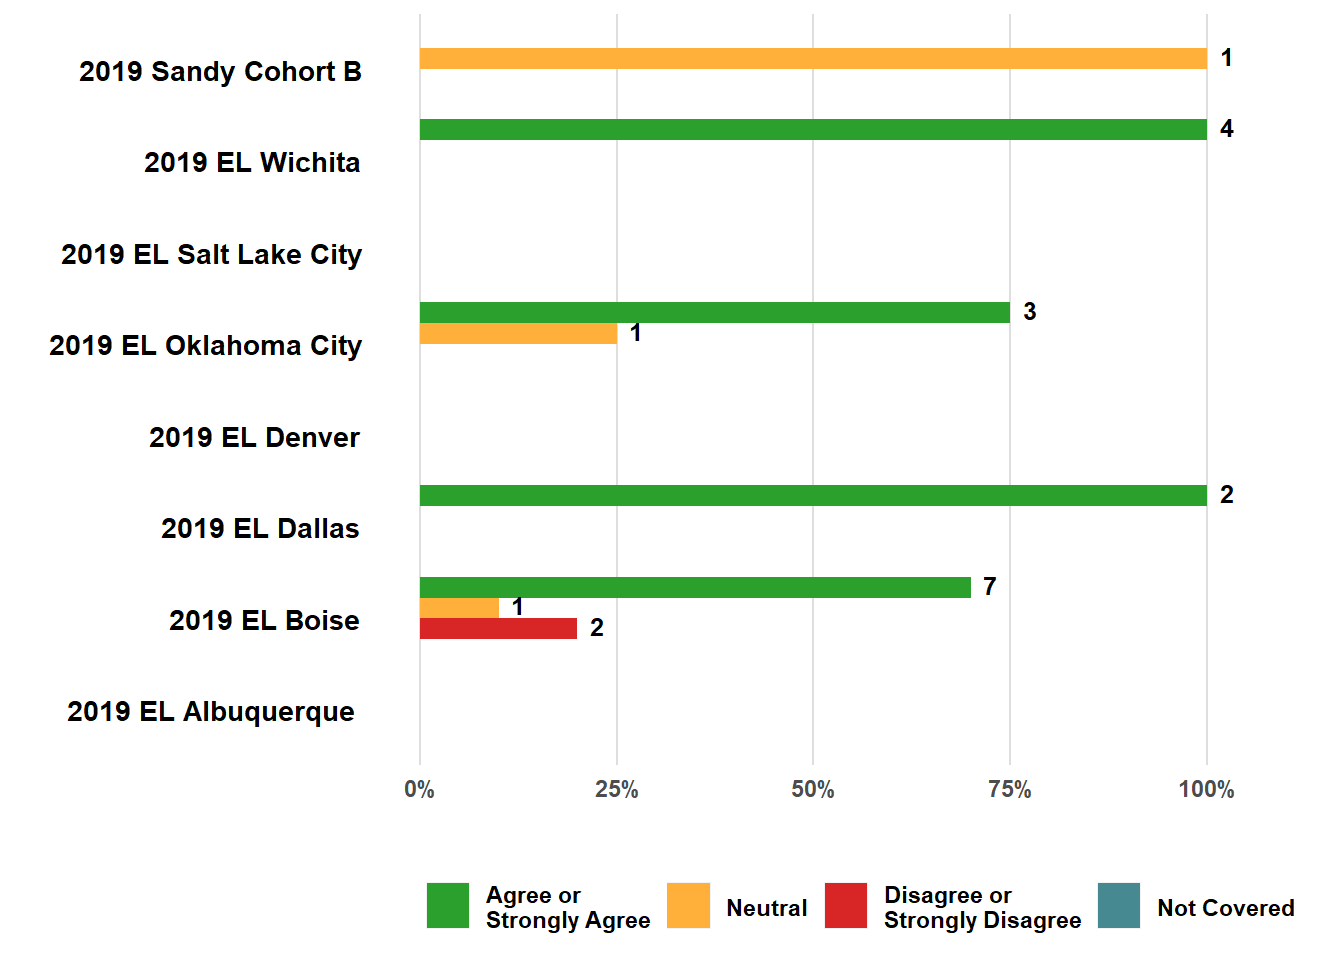 2019 Sandy Cohort B
1
4
2019 EL Wichita
2019 EL Salt Lake City
3
1
2019 EL Oklahoma City
2019 EL Denver
2
2019 EL Dallas
7
1
2019 EL Boise
2
2019 EL Albuquerque
0% 25% 50% 75% 100%
Agree or
Strongly Agree
Neutral
Disagree or
Strongly Disagree
Not Covered